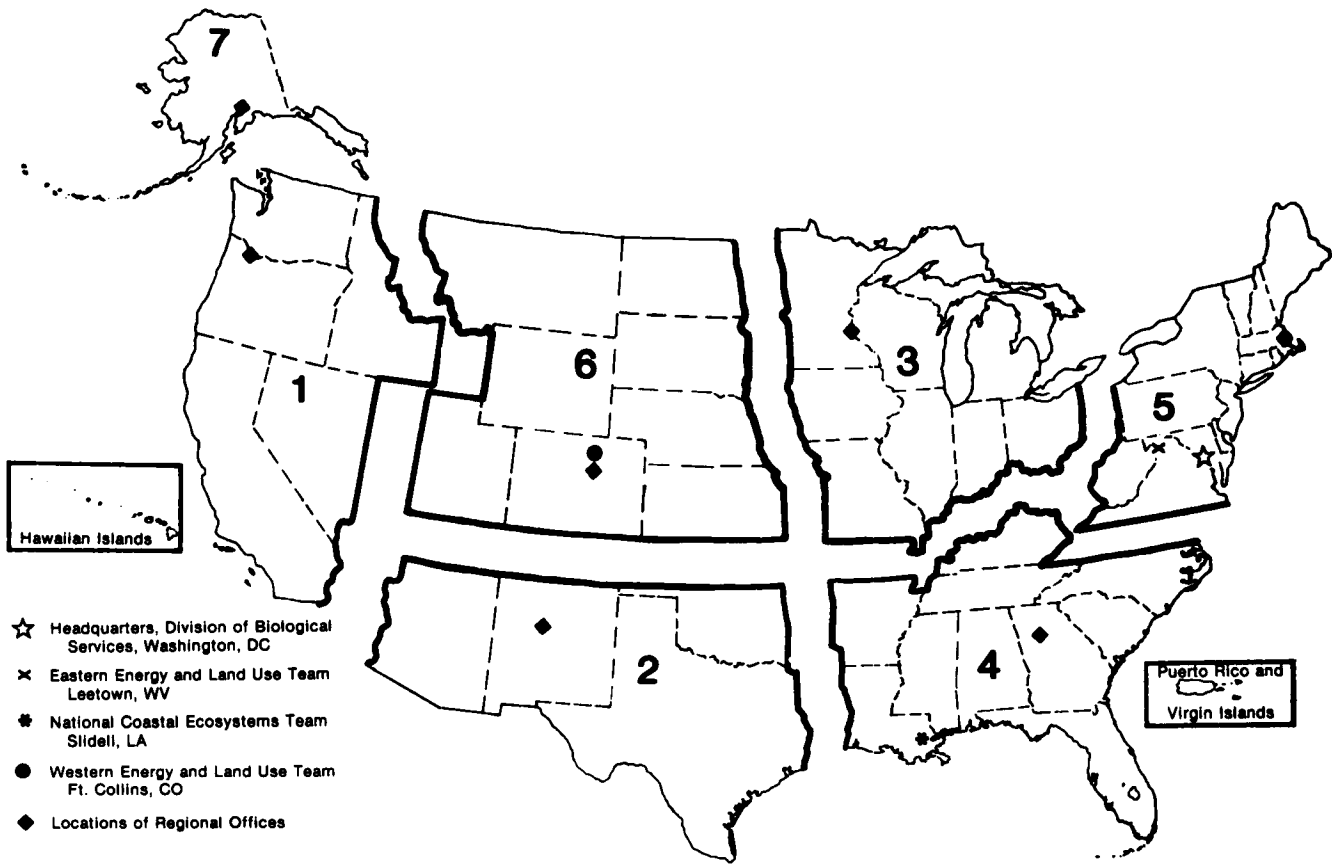 7
6
3
1
5
Hawaiian Islands
2
4
Puerto Rico and
Virgin Islands
Headquarters, Division of Biological
Services, Washington, DC
Eastern Energy and Land Use Team
Leetown, WV
National Coastal Ecosystems Team
Slidell, LA
Western Energy and Land Use Team
Ft. Collins, CO
Locations of Regional Offices